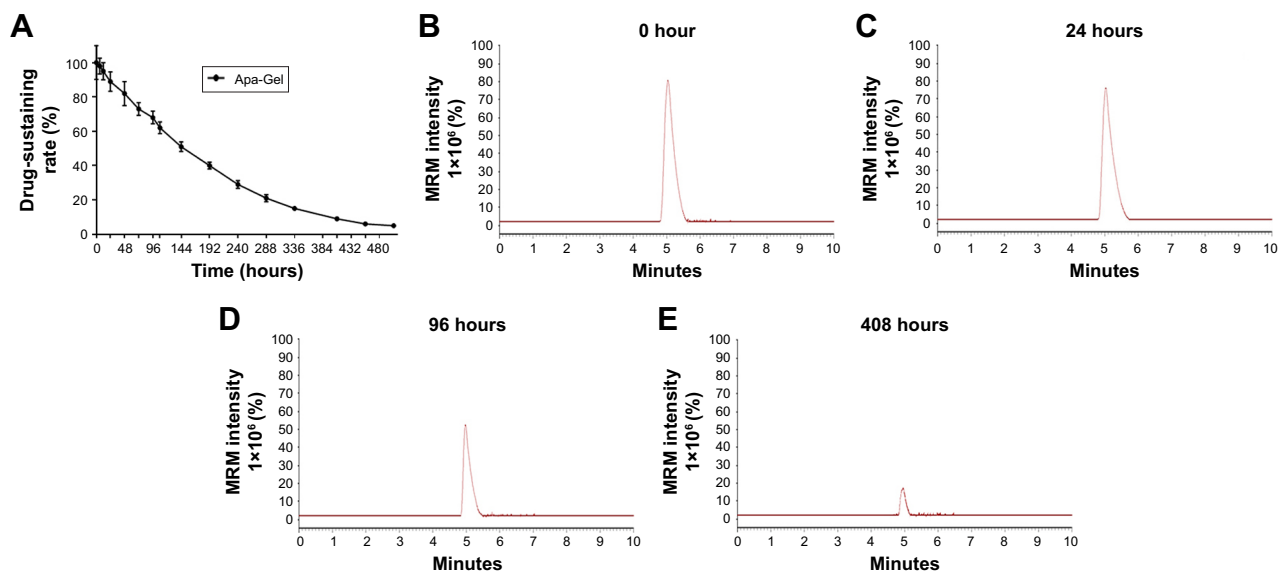 A
Drug-sustaining
rate (%)
100
80
60
40
20
0
Apa-Gel
0 48 96 144 192 240 288 336 384 432 480
Time (hours)
B
0 hour
MRM intensity
1×10⁶ (%)
100
90
80
70
60
50
40
30
20
10
0
0 1 2 3 4 5 6 7 8 9 10
Minutes
C
24 hours
MRM intensity
1×10⁶ (%)
100
90
80
70
60
50
40
30
20
10
0
0 1 2 3 4 5 6 7 8 9 10
Minutes
D
96 hours
MRM intensity
1×10⁶ (%)
100
90
80
70
60
50
40
30
20
10
0
0 1 2 3 4 5 6 7 8 9 10
Minutes
E
408 hours
MRM intensity
1×10⁶ (%)
100
90
80
70
60
50
40
30
20
10
0
0 1 2 3 4 5 6 7 8 9 10
Minutes